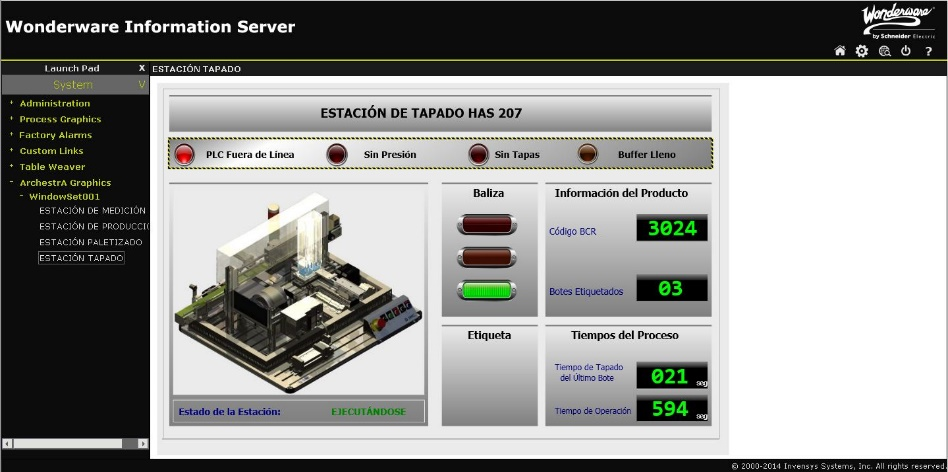 Wonderware Information Server
Wonderware
by Schneider Electric
?
Launch Pad X ESTACIÓN TAPADO
System V
+ Administration
+ Process Graphics
+ Factory Alarms
+ Custom Links
+ Table Weaver
- ArchestrA Graphics
- WindowSet001
ESTACIÓN DE MEDICIÓN
ESTACIÓN DE PRODUCCI
ESTACIÓN PALETIZADO
ESTACIÓN TAPADO
ESTACIÓN DE TAPADO HAS 207
PLC Fuera de Línea Sin Presión Sin Tapas Buffer Lleno
Estado de la Estación: EJECUTÁNDOSE
Baliza
Etiqueta
Información del Producto
Código BCR 3024
Botes Etiquetados 03
Tiempos del Proceso
Tiempo de Tapado
del Último Bote 021 seg
Tiempo de Operación 594 seg
© 2000-2014 Invensys Systems, Inc. All rights reserved